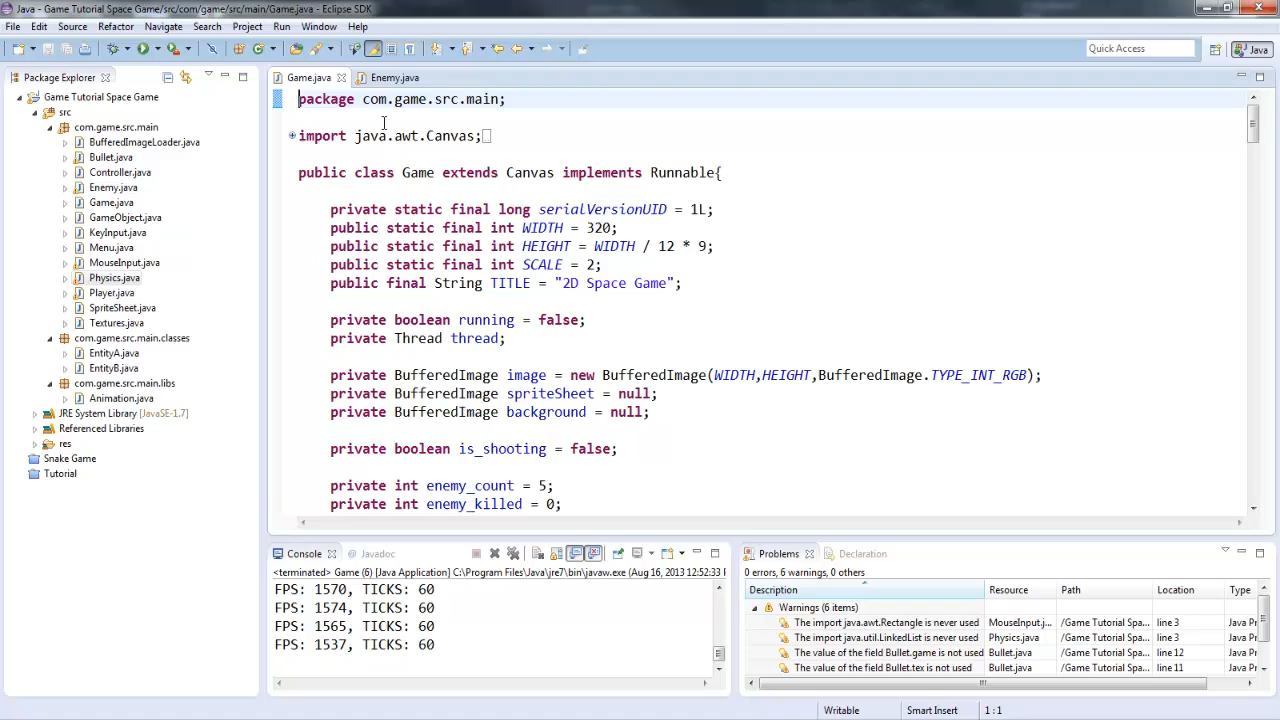 Java - Game Tutorial Space Game/src/com/game/src/main/Game.java - Eclipse SDK
File Edit Source Refactor Navigate Search Project Run Window Help
Quick Access
Java
Package Explorer
Game Tutorial Space Game
src
com.game.src.main
BufferedImageLoader.java
Bullet.java
Controller.java
Enemy.java
Game.java
GameObject.java
KeyInput.java
Menu.java
MouseInput.java
Physics.java
Player.java
SpriteSheet.java
Textures.java
com.game.src.main.classes
EntityA.java
EntityB.java
com.game.src.main.libs
Animation.java
JRE System Library [JavaSE-1.7]
Referenced Libraries
res
Snake Game
Tutorial
Game.java Enemy.java
package com.game.src.main;
import java.awt.Canvas;
public class Game extends Canvas implements Runnable{
private static final long serialVersionUID = 1L;
public static final int WIDTH = 320;
public static final int HEIGHT = WIDTH / 12 * 9;
public static final int SCALE = 2;
public final String TITLE = "2D Space Game";
private boolean running = false;
private Thread thread;
private BufferedImage image = new BufferedImage(WIDTH,HEIGHT,BufferedImage.TYPE_INT_RGB);
private BufferedImage spriteSheet = null;
private BufferedImage background = null;
private boolean is_shooting = false;
private int enemy_count = 5;
private int enemy_killed = 0;
Console Javadoc
<terminated> Game (6) [Java Application] C:\Program Files\Java\jre7\bin\javaw.exe (Aug 16, 2013 12:52:33 P
FPS: 1570, TICKS: 60
FPS: 1574, TICKS: 60
FPS: 1565, TICKS: 60
FPS: 1537, TICKS: 60
Problems Declaration
0 errors, 6 warnings, 0 others
Description Resource Path Location Type
Warnings (6 items)
The import java.awt.Rectangle is never used MouseInput.j... /Game Tutorial Spa... line 3 Java Pr
The import java.util.LinkedList is never used Physics.java /Game Tutorial Spa... line 3 Java Pr
The value of the field Bullet.game is not used Bullet.java /Game Tutorial Spa... line 12 Java Pr
The value of the field Bullet.tex is not used Bullet.java /Game Tutorial Spa... line 11 Java Pr
Writable Smart Insert 1 : 1